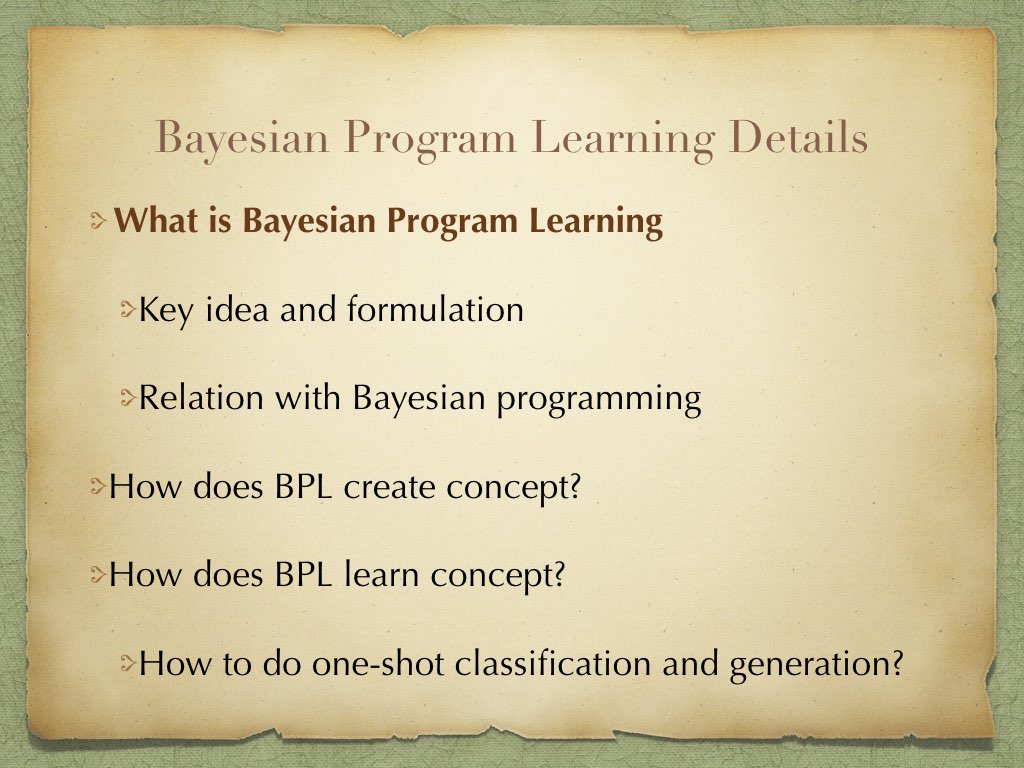 Bayesian Program Learning Details
What is Bayesian Program Learning
Key idea and formulation
Relation with Bayesian programming
How does BPL create concept?
How does BPL learn concept?
How to do one-shot classification and generation?